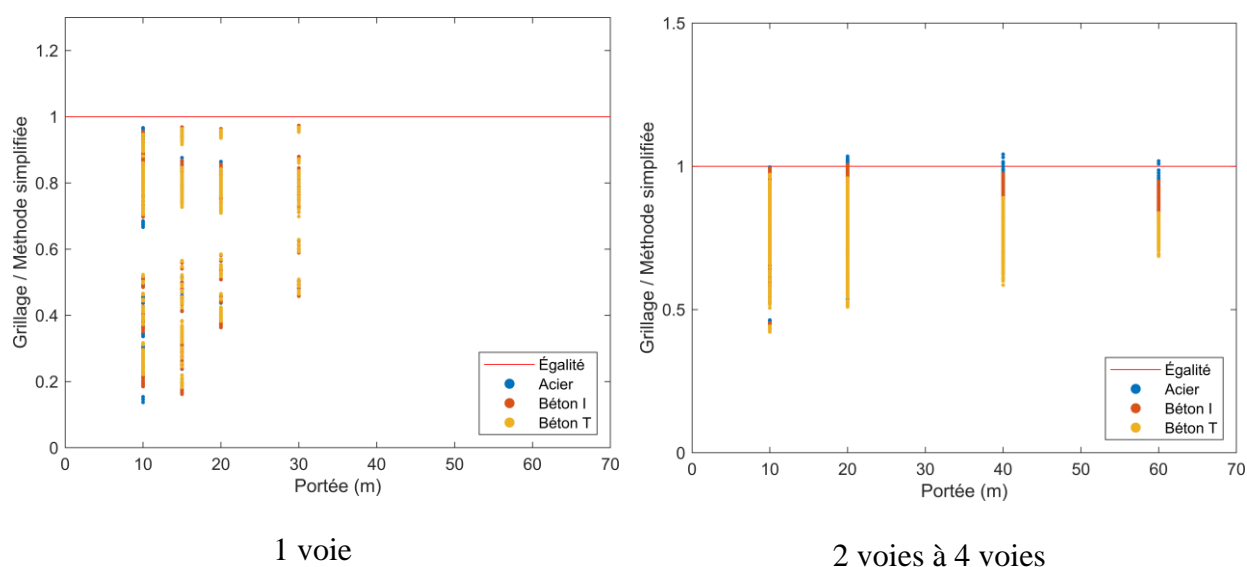 1.2
1
0.8
0.6
0.4
0.2
0
Grillage / Méthode simplifiée
0 10 20 30 40 50 60 70
Portée (m)
Égalité
Acier
Béton I
Béton T
1 voie
1.5
1
0.5
0
Grillage / Méthode simplifiée
0 10 20 30 40 50 60 70
Portée (m)
Égalité
Acier
Béton I
Béton T
2 voies à 4 voies